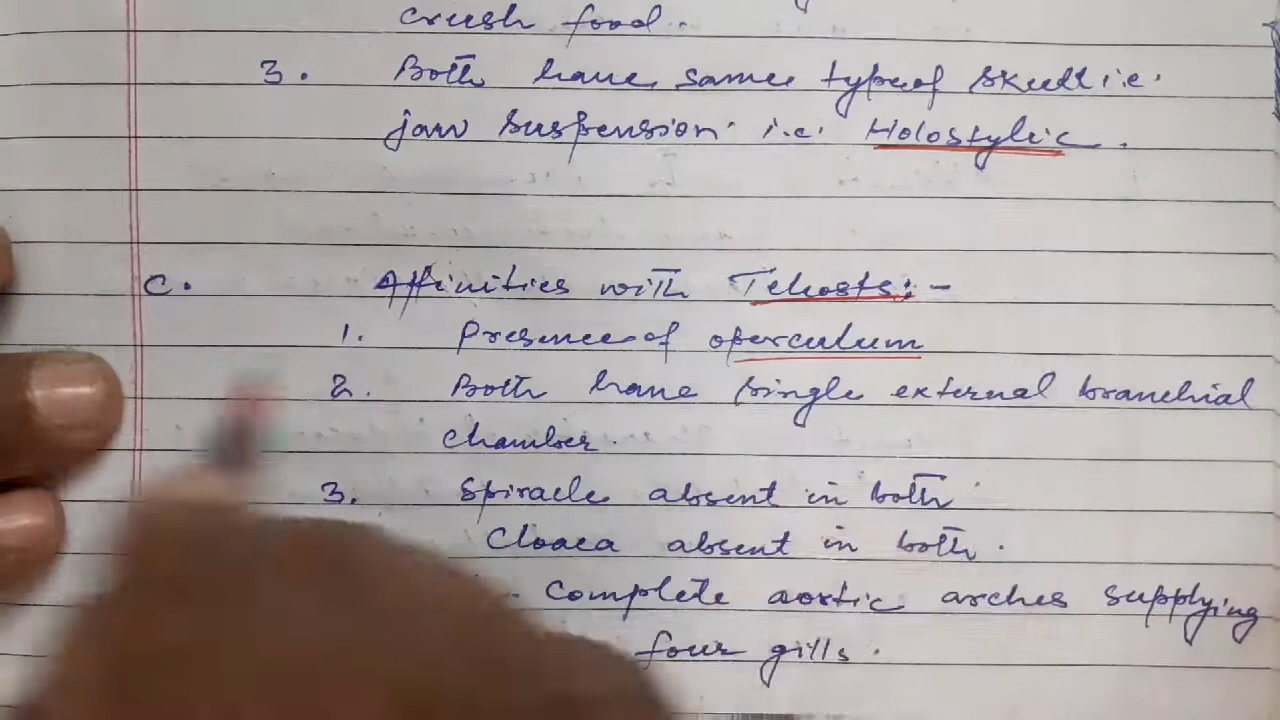 crush food.
3. Both have same type of skull i.e.
jaw suspension i.e. Holostylic.
C. Affinities with Teleosts:-
1. Presence of operculum
2. Both have single external branchial
chamber.
3. Spiracle absent in both
Cloaca absent in both.
Complete aortic arches supplying
four gills.